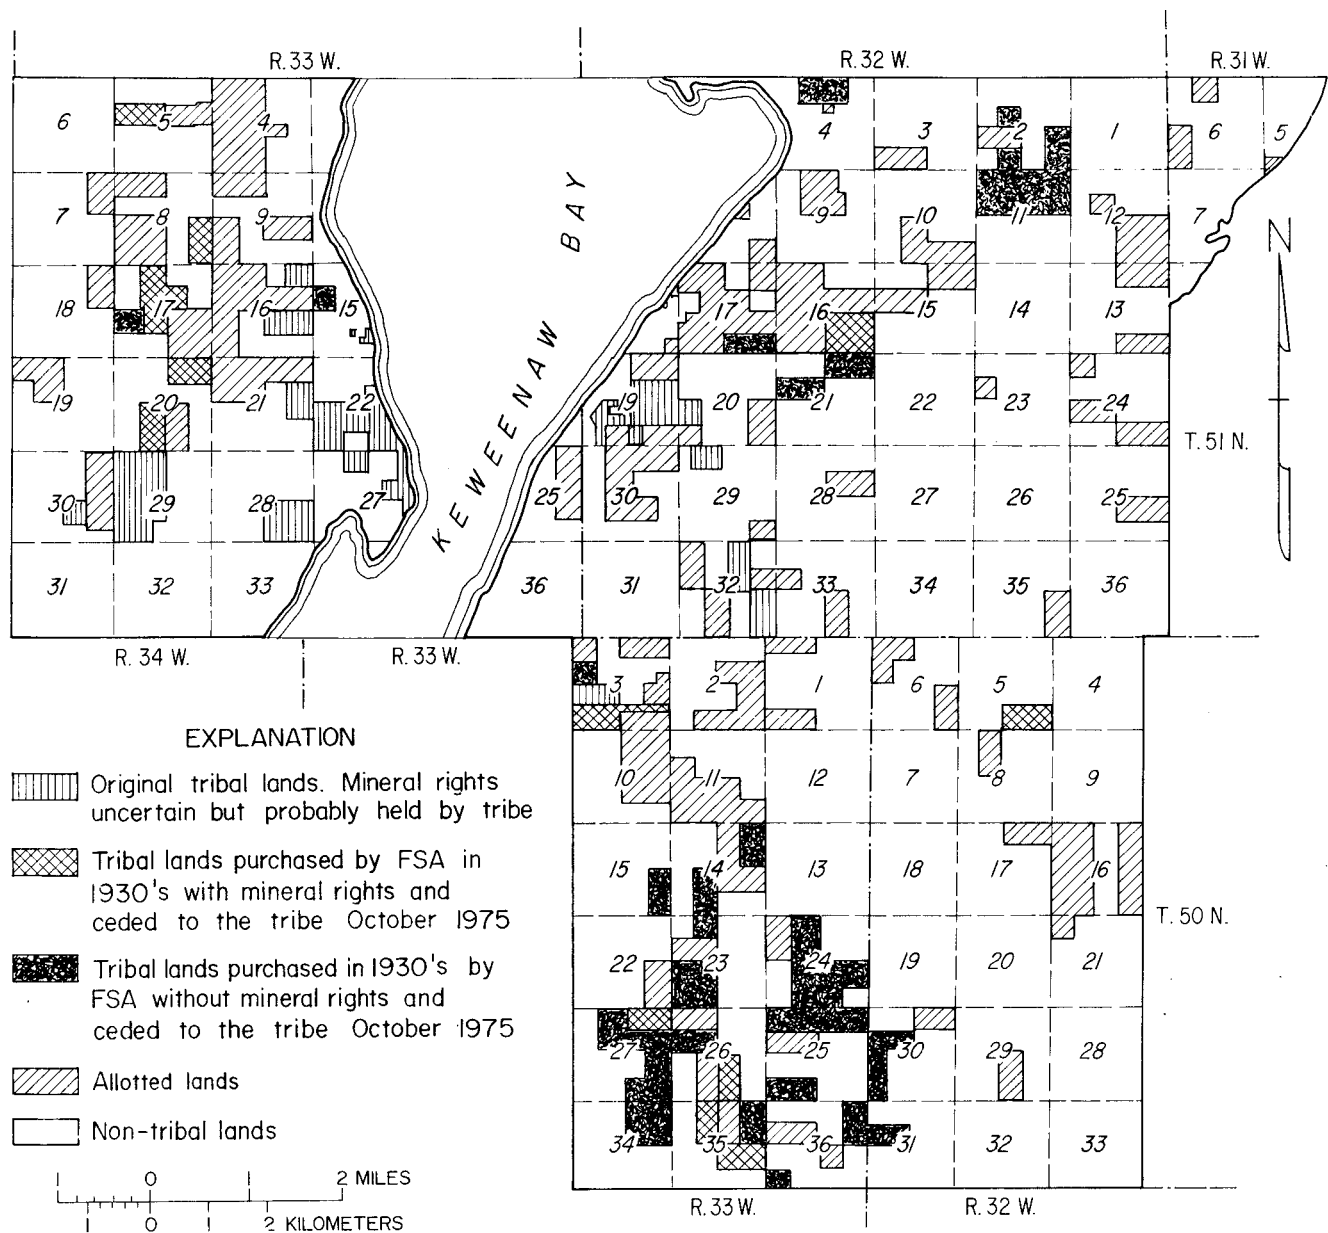 R. 33 W. R. 32 W. R. 31 W.
6 5 4 4 3 2 1 6 5
7 8 9 9 10 11 12 7
18 17 16 15 17 16 15 14 13
19 20 21 22 19 20 21 22 23 24
30 29 28 27 25 30 29 28 27 26 25
31 32 33 36 31 32 33 34 35 36
KEWEENAW BAY
N
T. 51 N.
R. 34 W. R. 33 W.
3 2 1 6 5 4
10 11 12 7 8 9
15 14 13 18 17 16
22 23 24 19 20 21
27 26 25 30 29 28
34 35 36 31 32 33
T. 50 N.
R. 33 W. R. 32 W.
EXPLANATION
Original tribal lands. Mineral rights
uncertain but probably held by tribe
Tribal lands purchased by FSA in
1930's with mineral rights and
ceded to the tribe October 1975
Tribal lands purchased in 1930's by
FSA without mineral rights and
ceded to the tribe October 1975
Allotted lands
Non-tribal lands
1 0 1 2 MILES
1 0 1 2 KILOMETERS